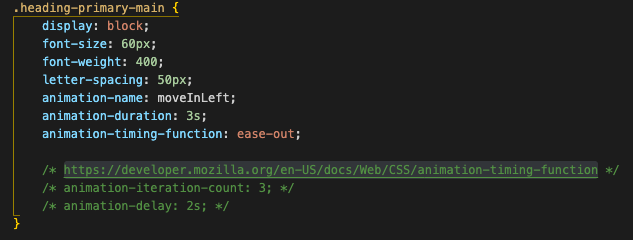 .heading-primary-main {
display: block;
font-size: 60px;
font-weight: 400;
letter-spacing: 50px;
animation-name: moveInLeft;
animation-duration: 3s;
animation-timing-function: ease-out;
/* https://developer.mozilla.org/en-US/docs/Web/CSS/animation-timing-function */
/* animation-iteration-count: 3; */
/* animation-delay: 2s; */
}